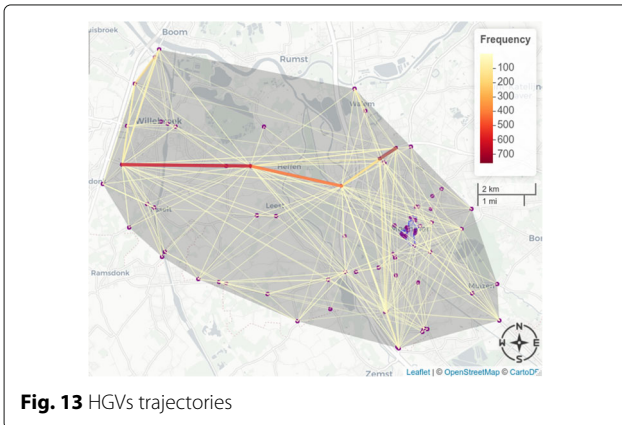 Boom
Rumst
Walem
Willebroek
Heffen
Leest
Ramsdonk
Zemst
Frequency
100
200
300
400
500
600
700
2 km
1 mi
N
W E
S
Leaflet | © OpenStreetMap © CartoDB
Fig. 13 HGVs trajectories